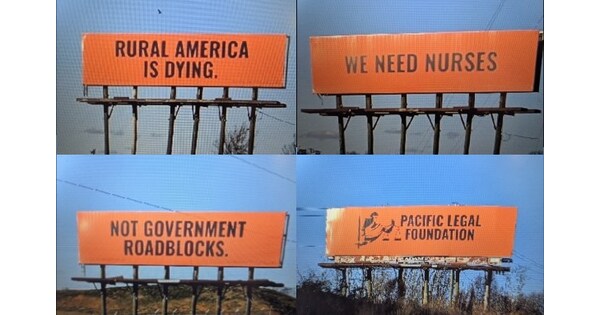 RURAL AMERICA
IS DYING.
WE NEED NURSES
NOT GOVERNMENT
ROADBLOCKS.
PACIFIC LEGAL
FOUNDATION